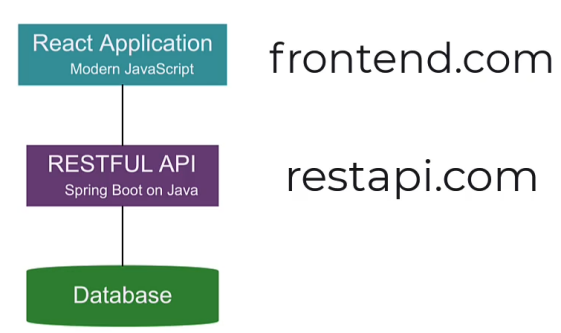 React Application
Modern JavaScript
frontend.com
RESTFUL API
Spring Boot on Java
restapi.com
Database